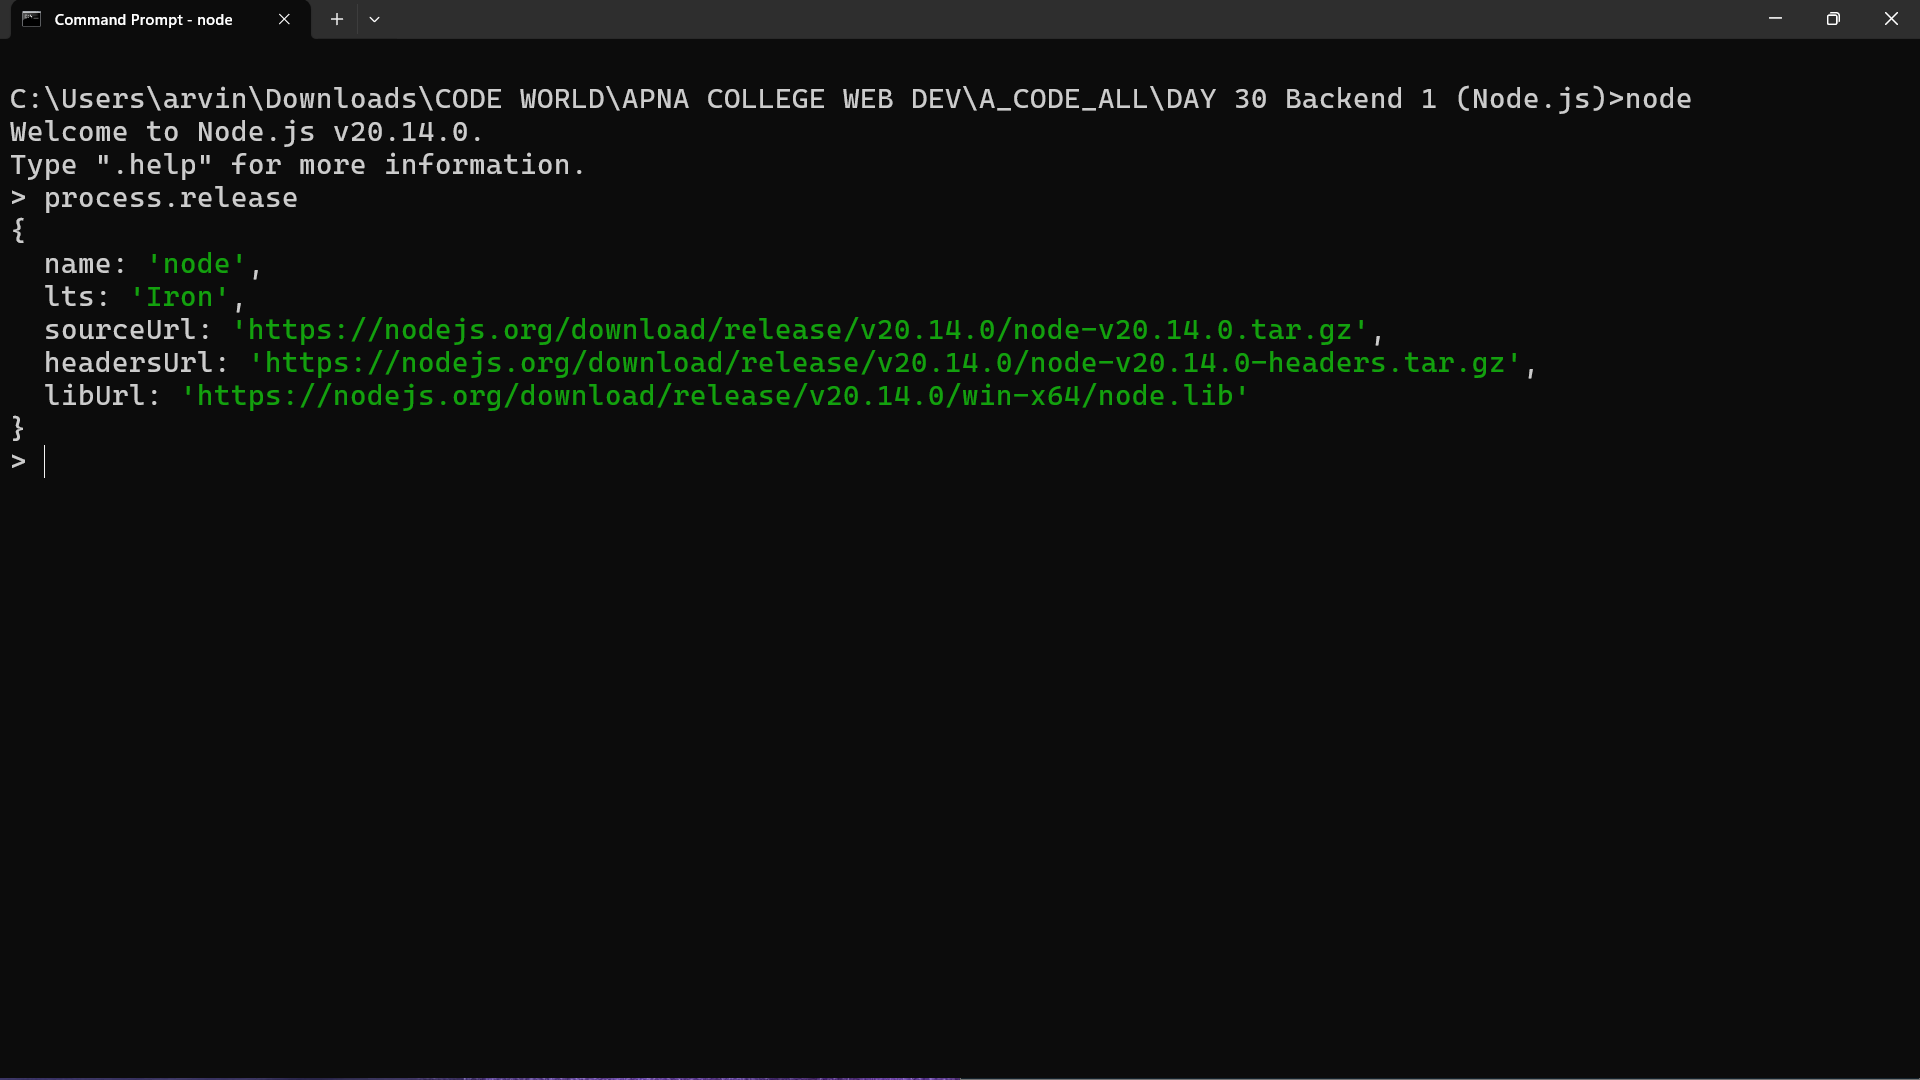 Command Prompt - node
C:\Users\arvin\Downloads\CODE WORLD\APNA COLLEGE WEB DEV\A_CODE_ALL\DAY 30 Backend 1 (Node.js)>node
Welcome to Node.js v20.14.0.
Type ".help" for more information.
> process.release
{
  name: 'node',
  lts: 'Iron',
  sourceUrl: 'https://nodejs.org/download/release/v20.14.0/node-v20.14.0.tar.gz',
  headersUrl: 'https://nodejs.org/download/release/v20.14.0/node-v20.14.0-headers.tar.gz',
  libUrl: 'https://nodejs.org/download/release/v20.14.0/win-x64/node.lib'
}
>